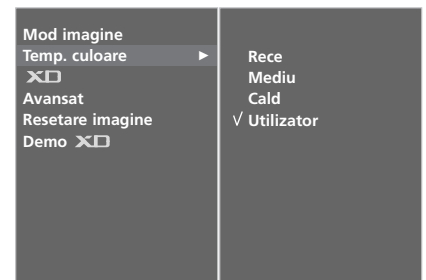 Mod imagine
Temp. culoare ►
XD
Avansat
Resetare imagine
Demo XD
Rece
Mediu
Cald
√ Utilizator